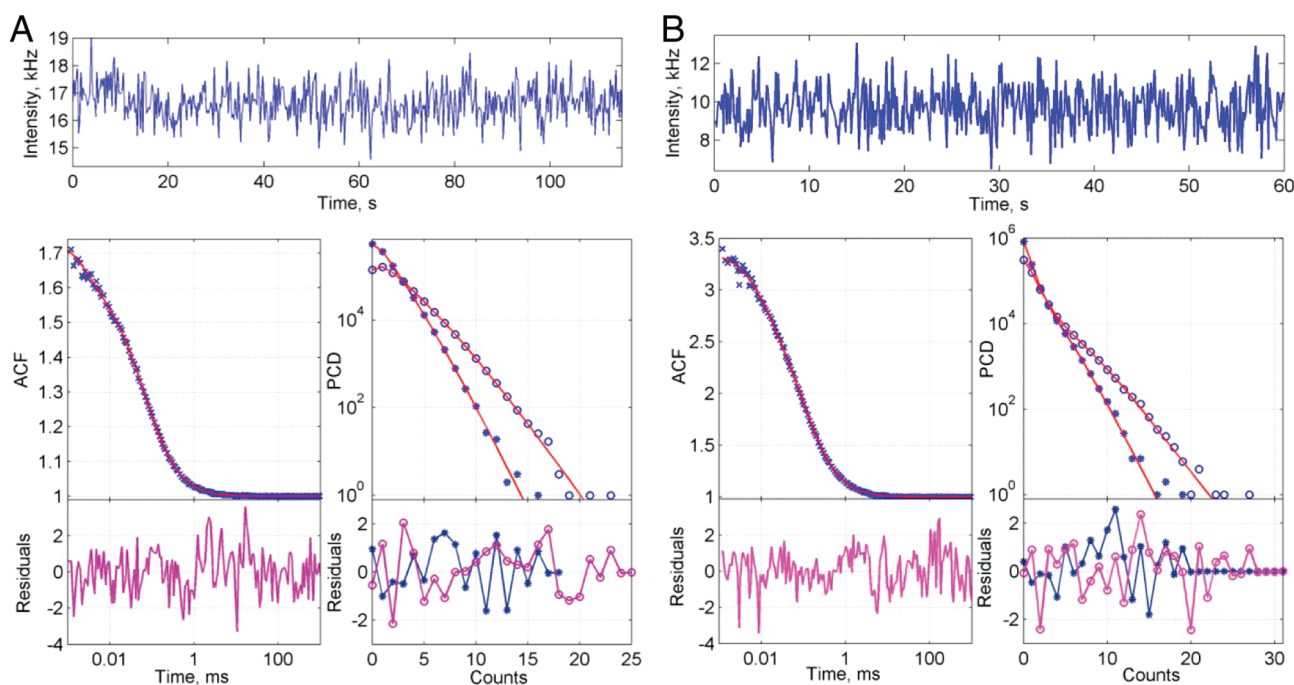 A
Intensity, kHz
19
18
17
16
15
0 20 40 60 80 100
Time, s
ACF
1.7
1.6
1.5
1.4
1.3
1.2
1.1
1
PCD
10^4
10^2
10^0
Residuals
4
2
0
-2
-4
0.01 1 100
Time, ms
Residuals
2
0
-2
0 5 10 15 20 25
Counts
B
Intensity, kHz
12
10
8
0 10 20 30 40 50 60
Time, s
ACF
3.5
3
2.5
2
1.5
1
PCD
10^6
10^4
10^2
10^0
Residuals
4
2
0
-2
-4
0.01 1 100
Time, ms
Residuals
2
0
-2
0 10 20 30
Counts